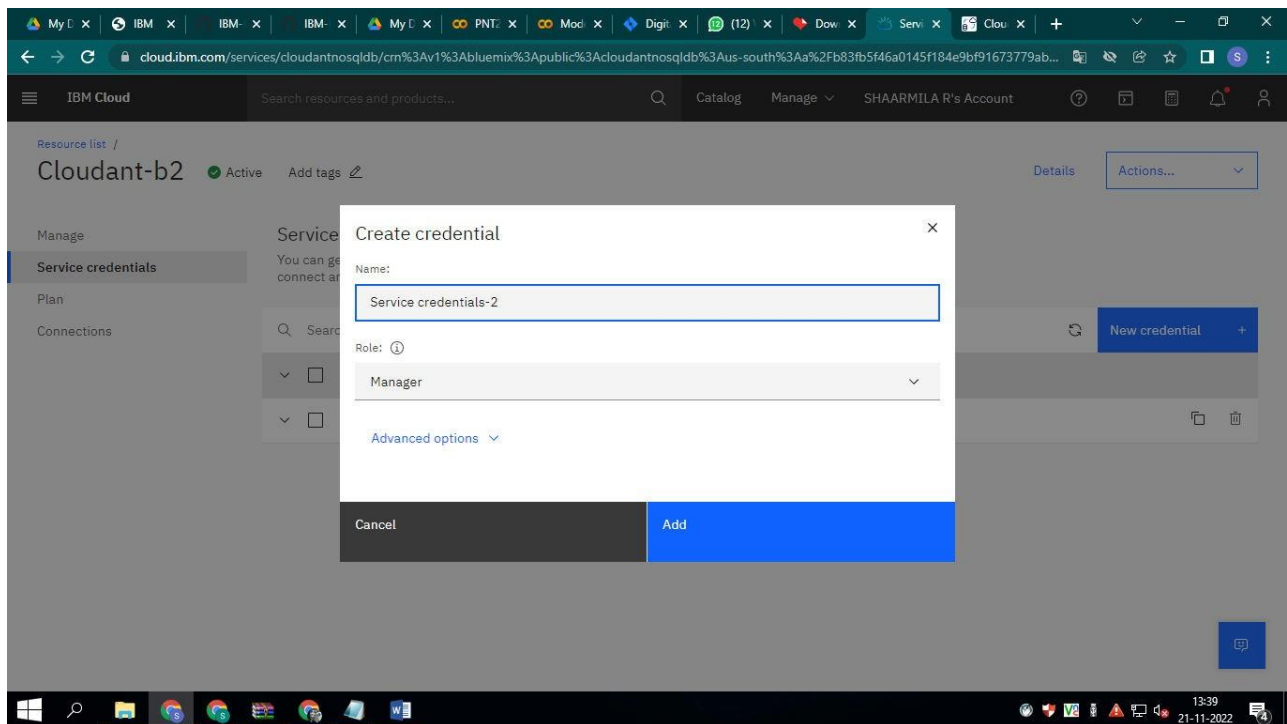 My D
IBM
IBM-
IBM-
My D
PNT2
Mod
Digit
(12)
Dow
Servi
Clou
cloud.ibm.com/services/cloudantnosqldb/crn%3Av1%3Abluemix%3Apublic%3Acloudantnosqldb%3Aus-south%3Aa%2Fb83fb5f46a0145f184e9bf91673779ab...
S
IBM Cloud
Search resources and products...
Catalog
Manage
SHAARMILA R's Account
Resource list /
Cloudant-b2
Active
Add tags
Details
Actions...
Manage
Service credentials
Plan
Connections
Service
You can ge
connect an
Searc
New credential +
Create credential
Name:
Service credentials-2
Role:
Manager
Advanced options
Cancel
Add
13:39
21-11-2022